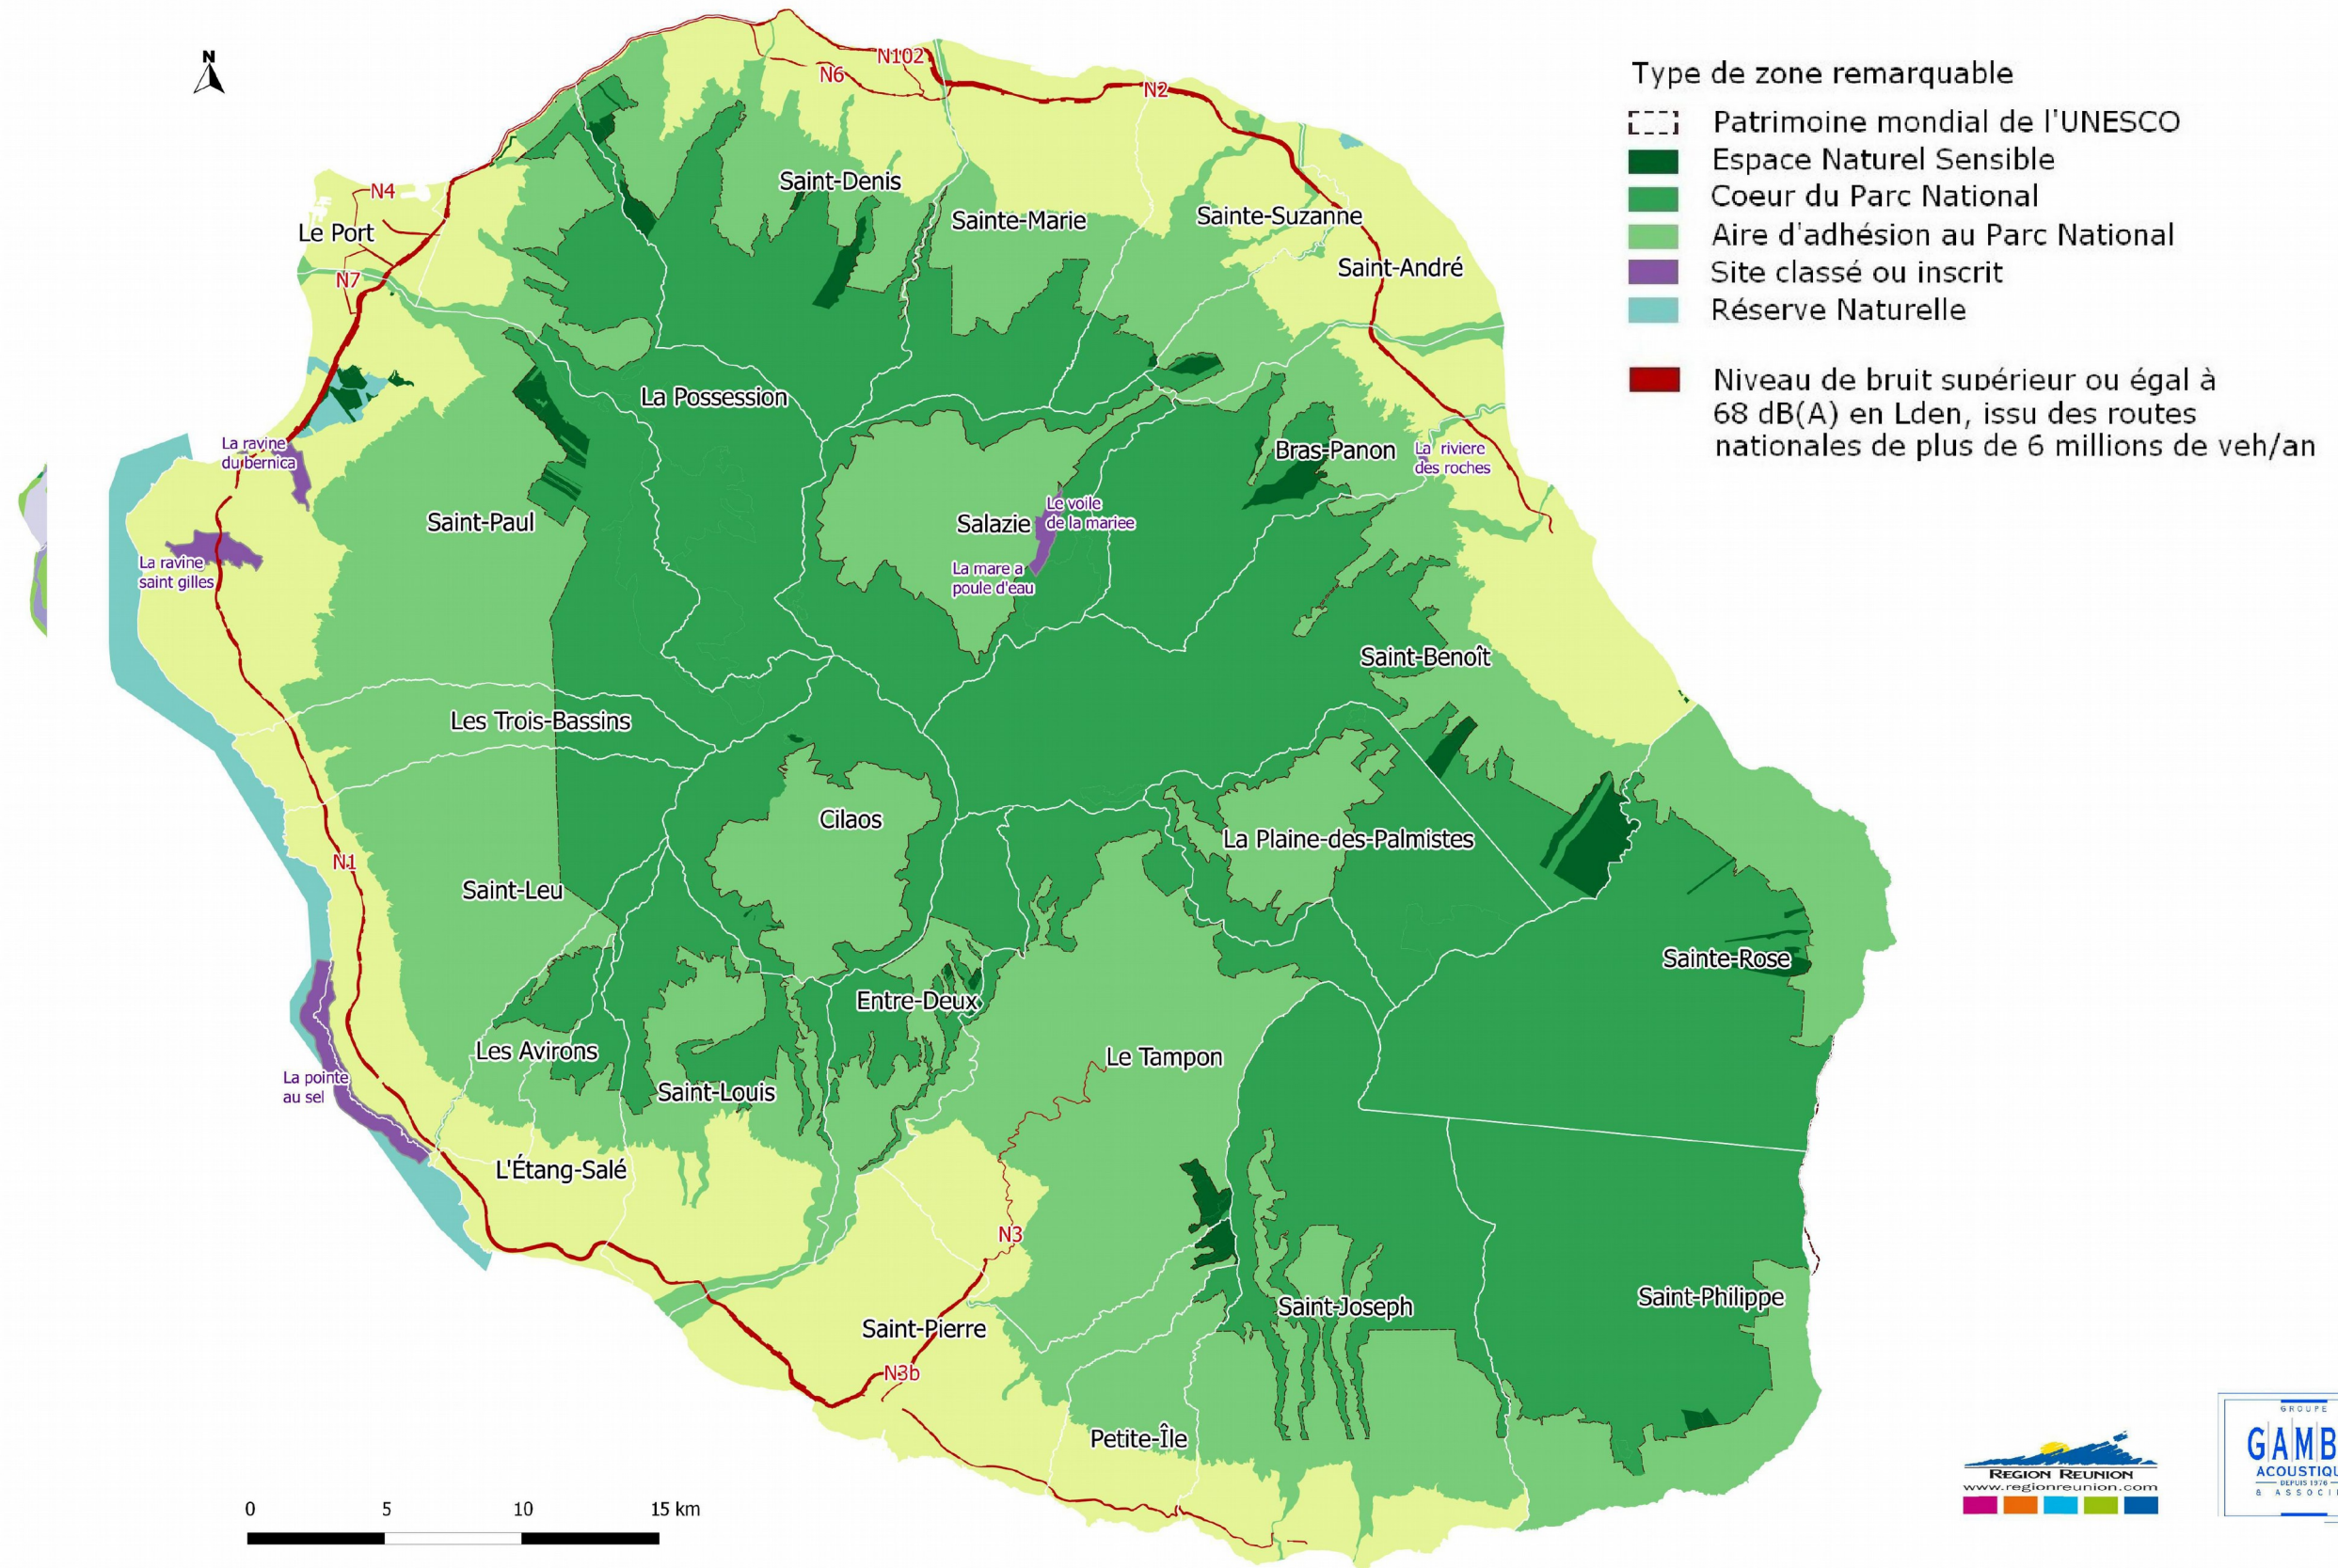 N
Type de zone remarquable
Patrimoine mondial de l'UNESCO
Espace Naturel Sensible
Coeur du Parc National
Aire d'adhésion au Parc National
Site classé ou inscrit
Réserve Naturelle
Niveau de bruit supérieur ou égal à
68 dB(A) en Lden, issu des routes
nationales de plus de 6 millions de veh/an
N102
N6
N2
N4
Le Port
N7
Saint-Denis
Sainte-Marie
Sainte-Suzanne
Saint-André
La Possession
La ravine
du bernica
Bras-Panon
La riviere
des roches
Saint-Paul
Salazie
Le voile
de la mariee
La ravine
saint gilles
La mare a
poule d'eau
Saint-Benoît
Les Trois-Bassins
Cilaos
La Plaine-des-Palmistes
N1
Saint-Leu
Sainte-Rose
Entre-Deux
Les Avirons
Le Tampon
La pointe
au sel
Saint-Louis
L'Étang-Salé
N3
Saint-Philippe
Saint-Joseph
Saint-Pierre
N3b
Petite-Île
0 5 10 15 km
REGION REUNION
www.regionreunion.com
GROUPE
GAMB
ACOUSTIQU
DEPUIS 1976
& ASSOCI